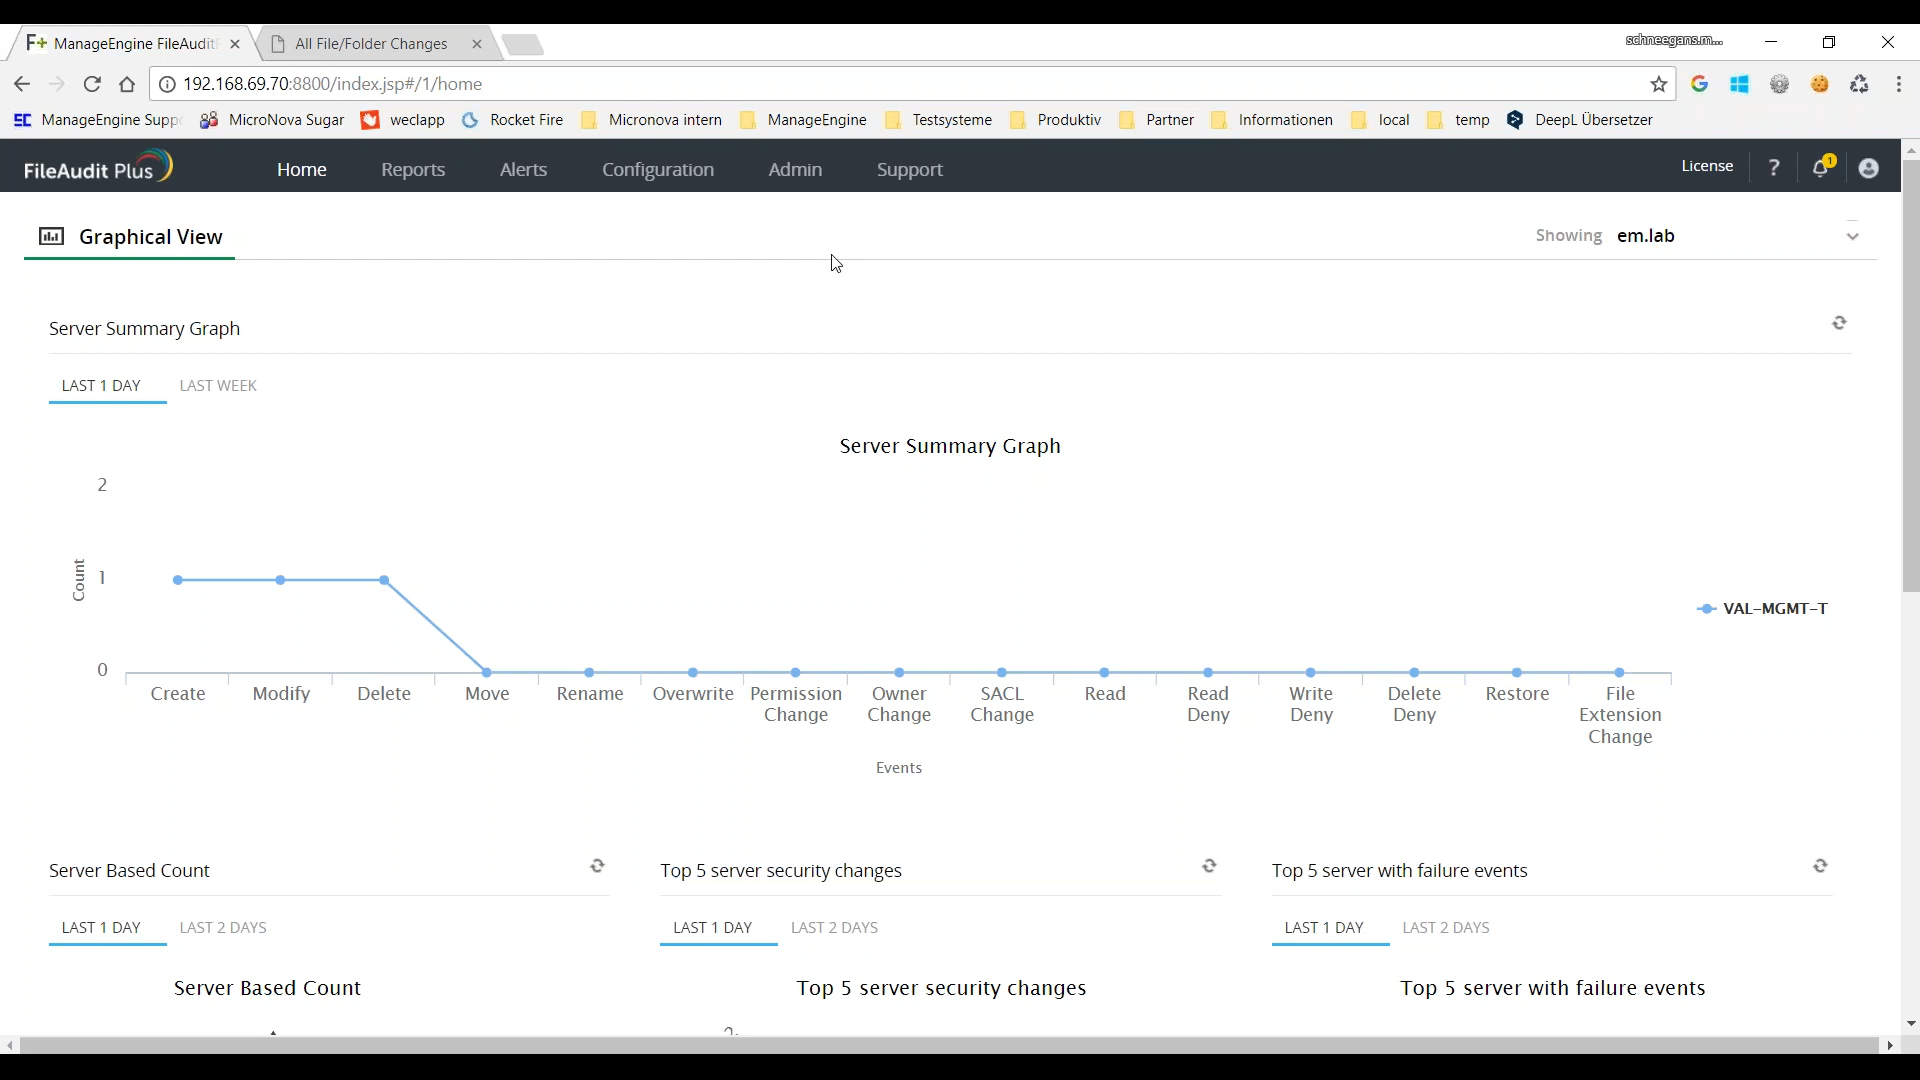 F+ ManageEngine FileAudit
All File/Folder Changes
schneegans.m...
192.168.69.70:8800/index.jsp#/1/home
SC ManageEngine Supp MicroNova Sugar weclapp Rocket Fire Micronova intern ManageEngine Testsysteme Produktiv Partner Informationen local temp DeepL Übersetzer
FileAudit Plus Home Reports Alerts Configuration Admin Support License ? 1
Graphical View Showing em.lab
Server Summary Graph
LAST 1 DAY LAST WEEK
Server Summary Graph
2
1
0
Count
VAL-MGMT-T
Create Modify Delete Move Rename Overwrite Permission Change Owner Change SACL Change Read Read Deny Write Deny Delete Deny Restore File Extension Change
Events
Server Based Count
Top 5 server security changes
Top 5 server with failure events
LAST 1 DAY LAST 2 DAYS
LAST 1 DAY LAST 2 DAYS
LAST 1 DAY LAST 2 DAYS
Server Based Count
Top 5 server security changes
Top 5 server with failure events